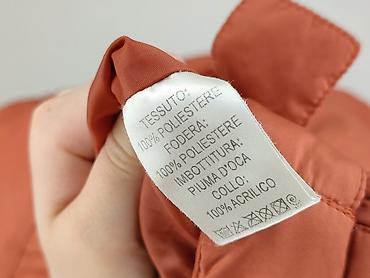 TESSUTO:
100% POLIESTERE
FODERA:
100% POLIESTERE
IMBOTTITURA:
PIUMA D'OCA
COLLO:
100% ACRILICO